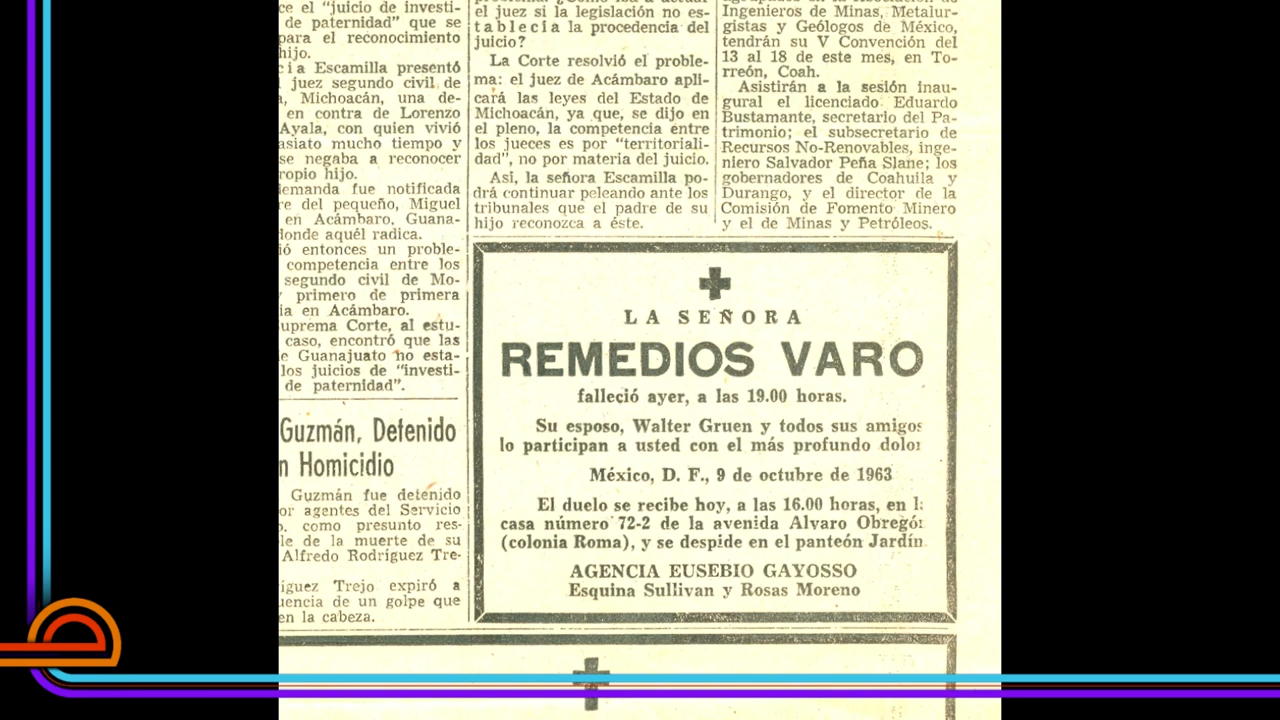 ce el "juicio de investi-
de paternidad" que se
para el reconocimiento
hijo.
cia Escamilla presentó
juez segundo civil de
a, Michoacán, una de-
en contra de Lorenzo
Ayala, con quien vivió
asiato mucho tiempo y
se negaba a reconocer
ropio hijo.
emanda fue notificada
re del pequeño, Miguel
en Acámbaro, Guana-
donde aquél radica.
ió entonces un proble-
competencia entre los
segundo civil de Mo-
y primero de primera
ia en Acámbaro.
uprema Corte, al estu-
caso, encontró que las
e Guanajuato no esta-
los juicios de "investi-
de paternidad".
Guzmán, Detenido
n Homicidio
Guzmán fue detenido
or agentes del Servicio
o. como presunto res-
le de la muerte de su
Alfredo Rodríguez Tre-
íguez Trejo expiró a
uencia de un golpe que
en la cabeza.
el juez si la legislación no es-
tablecía la procedencia del
juicio?
La Corte resolvió el proble-
ma: el juez de Acámbaro apli-
cará las leyes del Estado de
Michoacán, ya que, se dijo en
el pleno, la competencia entre
los jueces es por "territoriali-
dad", no por materia del juicio.
Asi, la señora Escamilla po-
drá continuar peleando ante los
tribunales que el padre de su
hijo reconozca a éste.
Ingenieros de Minas, Metalur-
gistas y Geólogos de México,
tendrán su V Convención del
13 al 18 de este mes, en To-
rreón, Coah.
Asistirán a la sesión inau-
gural el licenciado Eduardo
Bustamante, secretario del Pa-
trimonio; el subsecretario de
Recursos No-Renovables, inge-
niero Salvador Peña Slane; los
gobernadores de Coahuila y
Durango, y el director de la
Comisión de Fomento Minero
y el de Minas y Petróleos.
LA SEÑORA
REMEDIOS VARO
falleció ayer, a las 19.00 horas.
Su esposo, Walter Gruen y todos sus amigos
lo participan a usted con el más profundo dolor
México, D. F., 9 de octubre de 1963
El duelo se recibe hoy, a las 16.00 horas, en la
casa número 72-2 de la avenida Alvaro Obregón
(colonia Roma), y se despide en el panteón Jardín
AGENCIA EUSEBIO GAYOSSO
Esquina Sullivan y Rosas Moreno